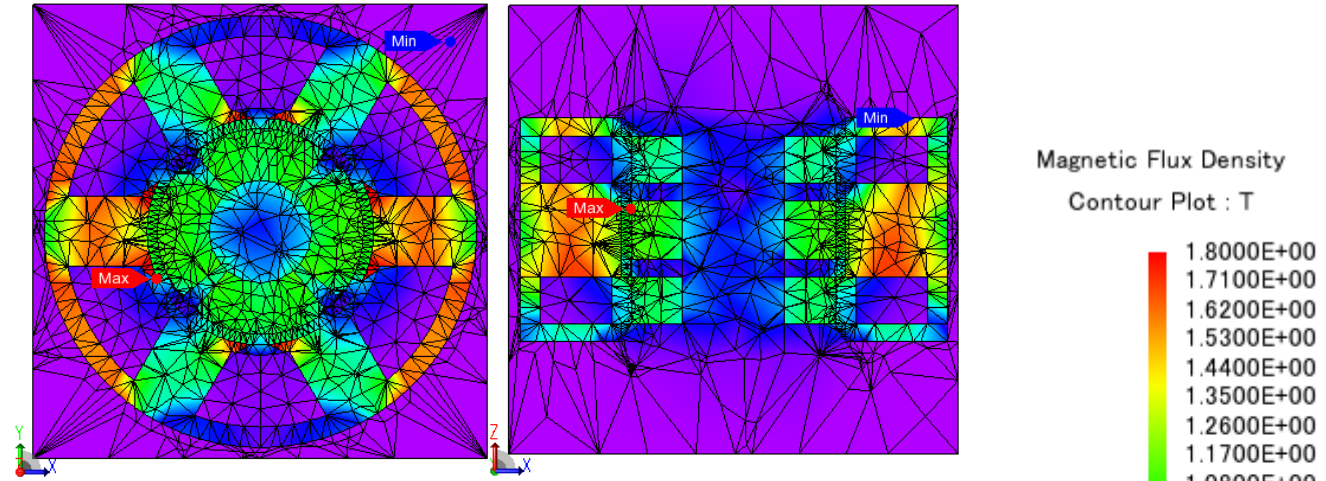 Min
Max
Y
X
Min
Max
Z
X
Magnetic Flux Density
Contour Plot : T
1.8000E+00
1.7100E+00
1.6200E+00
1.5300E+00
1.4400E+00
1.3500E+00
1.2600E+00
1.1700E+00